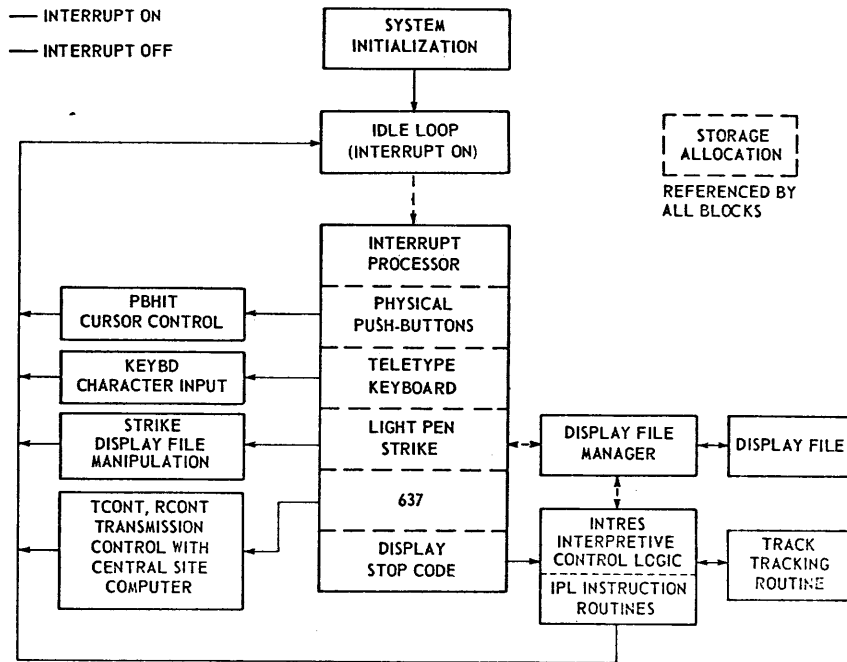 INTERRUPT ON
INTERRUPT OFF
SYSTEM
INITIALIZATION
IDLE LOOP
(INTERRUPT ON)
STORAGE
ALLOCATION
REFERENCED BY
ALL BLOCKS
INTERRUPT
PROCESSOR
PHYSICAL
PUSH-BUTTONS
TELETYPE
KEYBOARD
LIGHT PEN
STRIKE
637
DISPLAY
STOP CODE
PBHIT
CURSOR CONTROL
KEYBD
CHARACTER INPUT
STRIKE
DISPLAY FILE
MANIPULATION
TCONT, RCONT
TRANSMISSION
CONTROL WITH
CENTRAL SITE
COMPUTER
DISPLAY FILE
MANAGER
DISPLAY FILE
INTRES
INTERPRETIVE
CONTROL LOGIC
IPL INSTRUCTION
ROUTINES
TRACK
TRACKING
ROUTINE